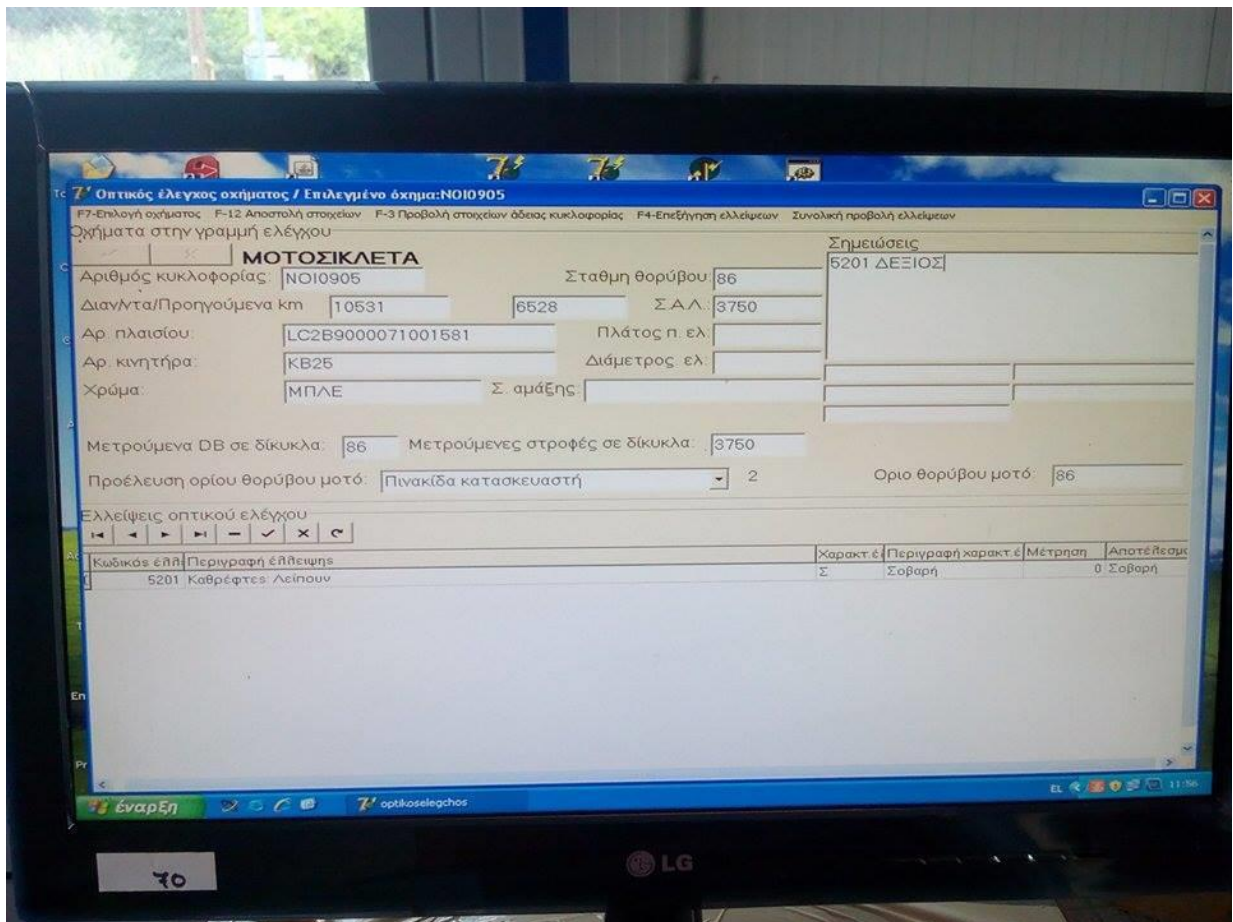 Οπτικός έλεγχος οχήματος / Επιλεγμένο όχημα:NOI0905
F7-Επιλογή οχήματος F-12 Αποστολή στοιχείων F-3 Προβολή στοιχείων άδειας κυκλοφορίας F4-Επεξήγηση ελλείψεων Συνολική προβολή ελλείψεων
Οχήματα στην γραμμή ελέγχου
Σημειώσεις
ΜΟΤΟΣΙΚΛΕΤΑ
5201 ΔΕΞΙΟΣ
Αριθμός κυκλοφορίας: NOI0905 Σταθμη θορύβου: 86
Διαν/ντα/Προηγούμενα km 10531 6528 Σ.Α.Λ.: 3750
Αρ. πλαισίου: LC2B9000071001581 Πλάτος π. ελ:
Αρ. κινητήρα: KB25 Διάμετρος ελ:
Χρώμα: ΜΠΛΕ Σ. αμάξης:
Μετρούμενα DB σε δίκυκλα: 86 Μετρούμενες στροφές σε δίκυκλα: 3750
Προέλευση ορίου θορύβου μοτό: Πινακίδα κατασκευαστή 2 Οριο θορύβου μοτό: 86
Ελλείψεις οπτικού ελέγχου
Κωδικός έλλ Περιγραφή έλλειψης Χαρακτ.έ Περιγραφή χαρακτ.έ Μέτρηση Αποτέλεσμα
5201 Καθρέφτες: Λείπουν Σ Σοβαρή 0 Σοβαρή
έναρξη optikoselegchos EL 11:56
LG
70